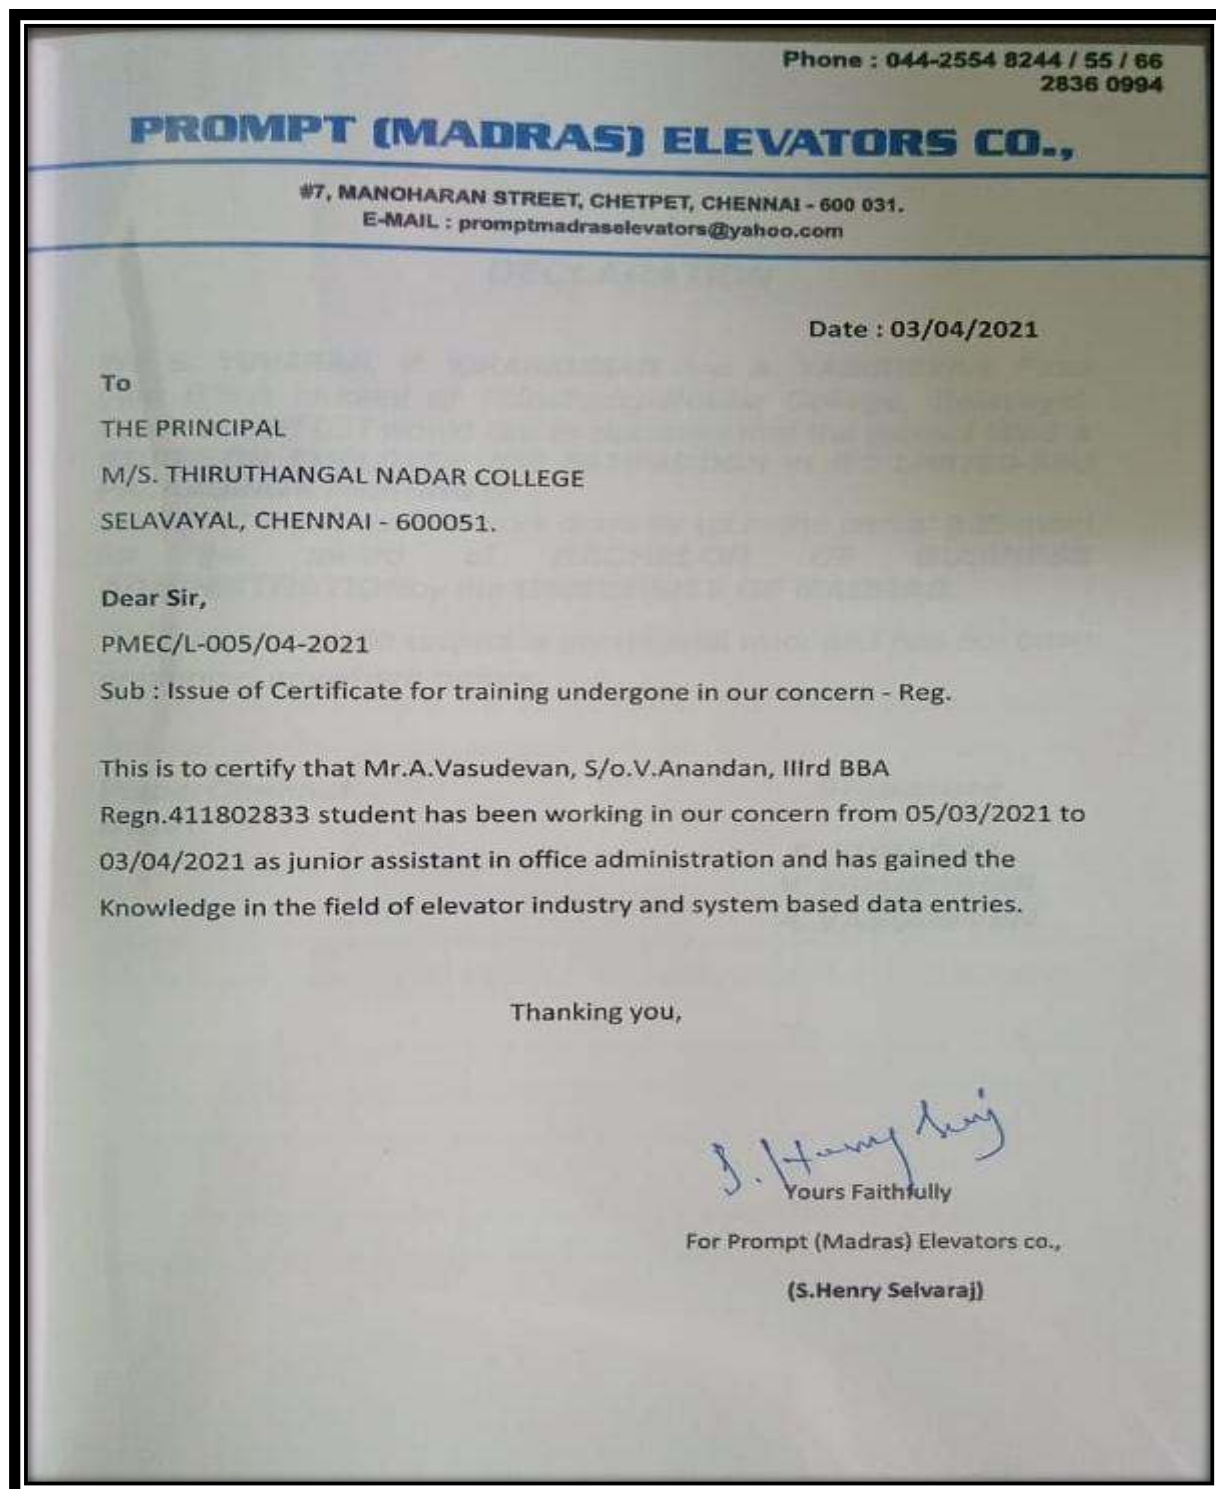 Phone : 044-2554 8244 / 55 / 66
2836 0994
PROMPT (MADRAS) ELEVATORS CO.,
#7, MANOHARAN STREET, CHETPET, CHENNAI - 600 031.
E-MAIL : promptmadraselevators@yahoo.com
DECLARATION
Date : 03/04/2021
To
THE PRINCIPAL
M/S. THIRUTHANGAL NADAR COLLEGE
SELAVAYAL, CHENNAI - 600051.
Dear Sir,
PMEC/L-005/04-2021
Sub : Issue of Certificate for training undergone in our concern - Reg.
This is to certify that Mr.A.Vasudevan, S/o.V.Anandan, IIIrd BBA
Regn.411802833 student has been working in our concern from 05/03/2021 to
03/04/2021 as junior assistant in office administration and has gained the
Knowledge in the field of elevator industry and system based data entries.
Thanking you,
S. Henry
Yours Faithfully
For Prompt (Madras) Elevators co.,
(S.Henry Selvaraj)